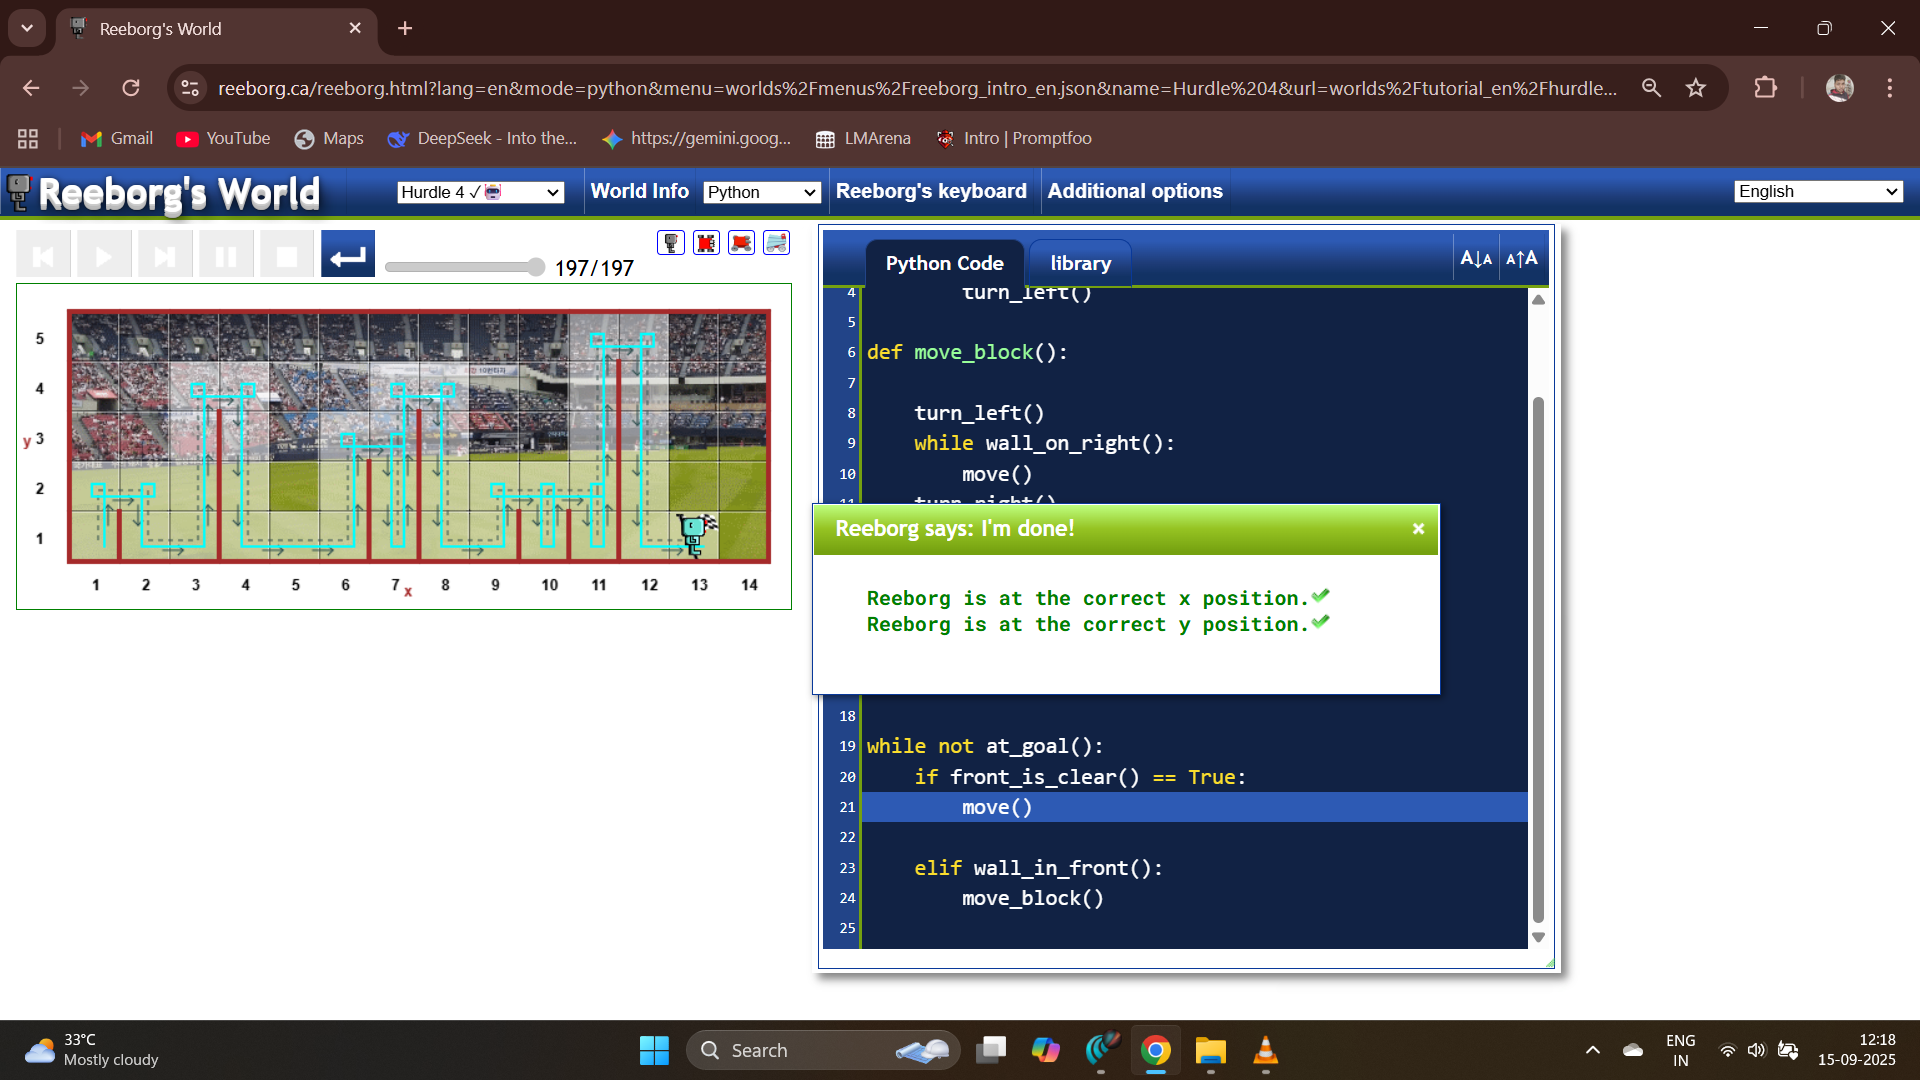 Reeborg's World
reeborg.ca/reeborg.html?lang=en&mode=python&menu=worlds%2Fmenus%2Freeborg_intro_en.json&name=Hurdle%204&url=worlds%2Ftutorial_en%2Fhurdle...
Gmail
YouTube
Maps
DeepSeek - Into the...
https://gemini.goog...
LMArena
Intro | Promptfoo
Reeborg's World
Hurdle 4 ✓
World Info
Python
Reeborg's keyboard
Additional options
English
197/197
5
4
y 3
2
1
1 2 3 4 5 6 7 x 8 9 10 11 12 13 14
Python Code
library
A↓A
A↑A
4 turn_left()
5
6 def move_block():
7
8 turn_left()
9 while wall_on_right():
10 move()
11 turn_right()
Reeborg says: I'm done!
×
Reeborg is at the correct x position.✔
Reeborg is at the correct y position.✔
18
19 while not at_goal():
20 if front_is_clear() == True:
21 move()
22
23 elif wall_in_front():
24 move_block()
25
33°C
Mostly cloudy
Search
ENG
IN
12:18
15-09-2025